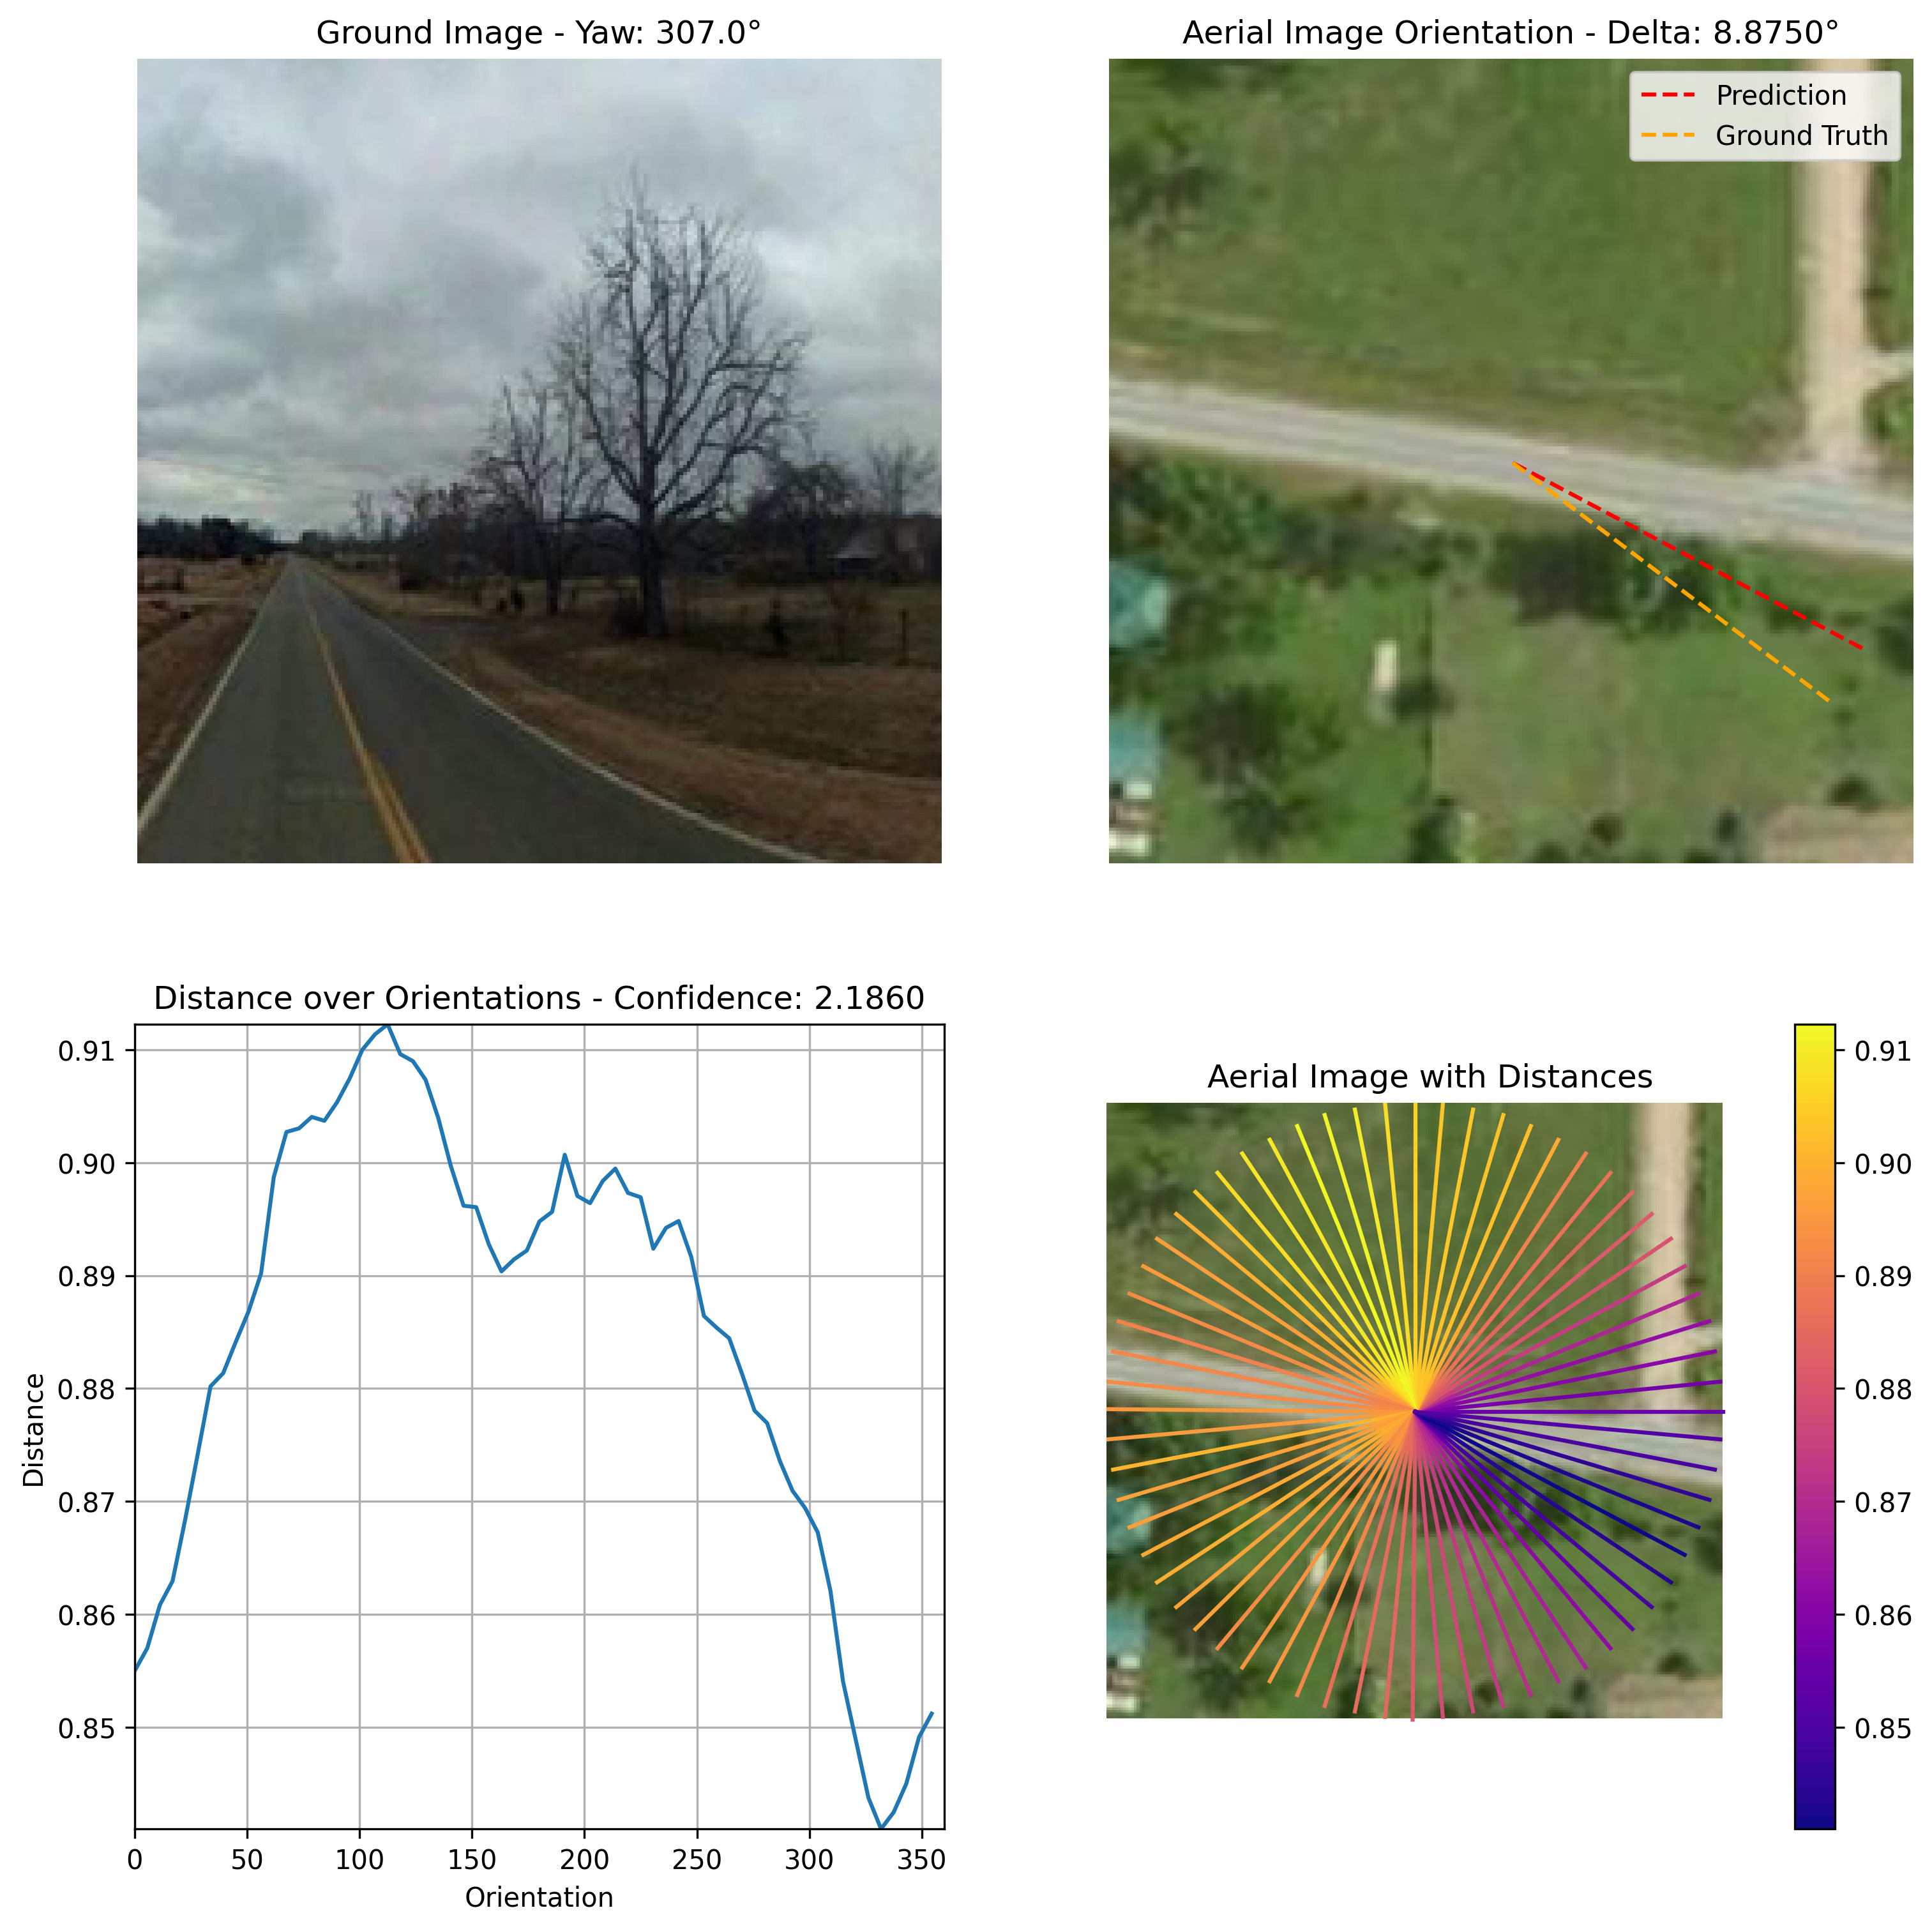 Ground Image - Yaw: 307.0°
Aerial Image Orientation - Delta: 8.8750°
Prediction
Ground Truth
Distance over Orientations - Confidence: 2.1860
0.91
0.90
0.89
0.88
0.87
0.86
0.85
Distance
0
50
100
150
200
250
300
350
Orientation
Aerial Image with Distances
0.91
0.90
0.89
0.88
0.87
0.86
0.85